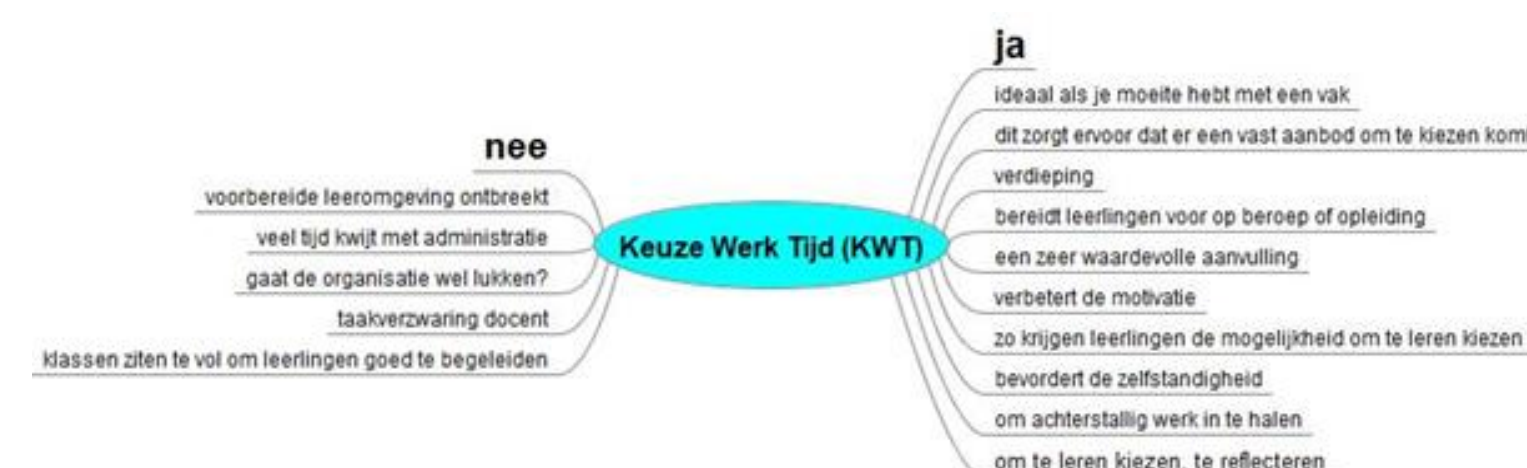 nee
voorbereide leeromgeving ontbreekt
veel tijd kwijt met administratie
gaat de organisatie wel lukken?
taakverzwaring docent
klassen ziten te vol om leerlingen goed te begeleiden
Keuze Werk Tijd (KWT)
ja
ideaal als je moeite hebt met een vak
dit zorgt ervoor dat er een vast aanbod om te kiezen
verdieping
bereidt leerlingen voor op beroep of opleiding
een zeer waardevolle aanvulling
verbetert de motivatie
zo krijgen leerlingen de mogelijkheid om te leren kiezen
bevordert de zelfstandigheid
om achterstallig werk in te halen
om te leren kiezen, te reflecteren